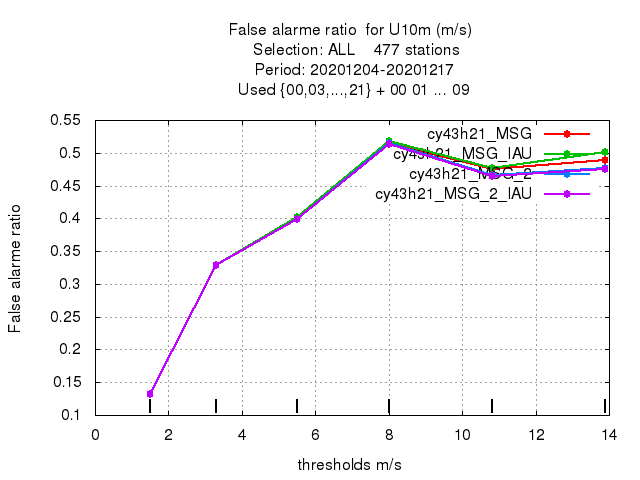 False alarme ratio for U10m (m/s)
Selection: ALL 477 stations
Period: 20201204-20201217
Used {00,03,...,21} + 00 01 ... 09
cy43h21_MSG
cy43h21_MSG_IAU
cy43h21_MSG_2
cy43h21_MSG_2_IAU
0.55
0.5
0.45
0.4
0.35
0.3
0.25
0.2
0.15
0.1
False alarme ratio
0 2 4 6 8 10 12 14
thresholds m/s